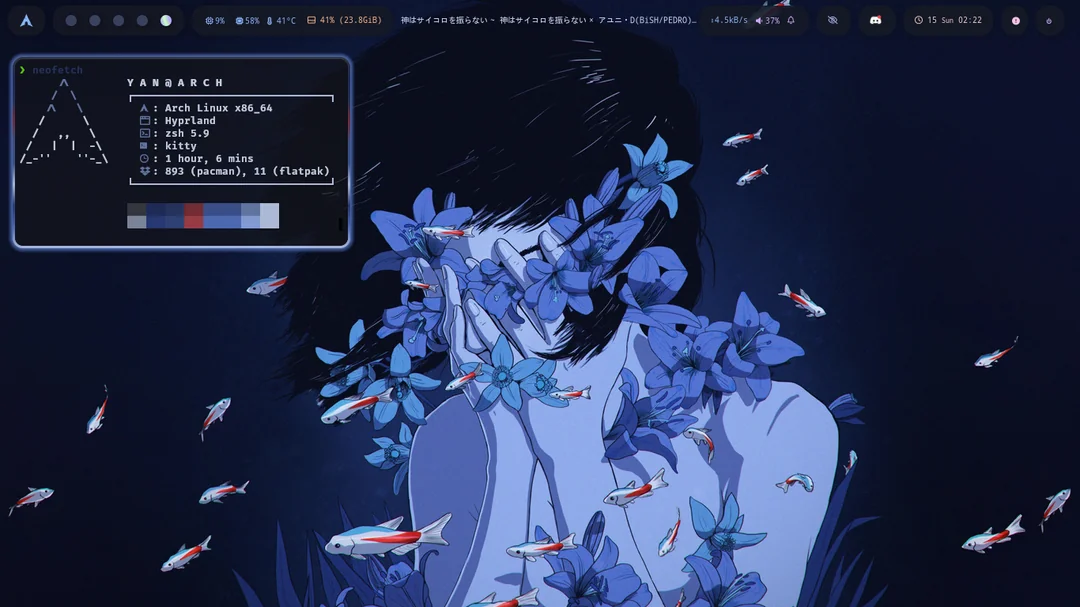 9% 58% 41°C 41% (23.8GiB) 神はサイコロを振らない ~ 神はサイコロを振らない × アユニ・D(BiSH/PEDRO)… 4.5kB/s 37% 15 Sun 02:22
❯ neofetch
YAN@ARCH
: Arch Linux x86_64
: Hyprland
: zsh 5.9
: kitty
: 1 hour, 6 mins
: 893 (pacman), 11 (flatpak)